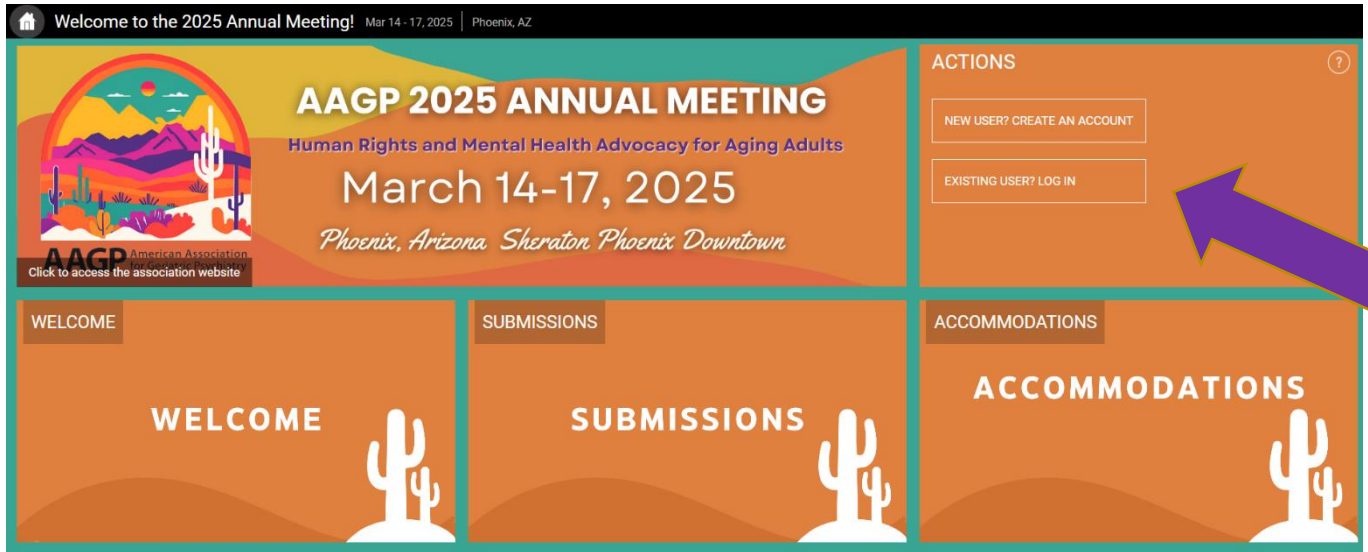 Welcome to the 2025 Annual Meeting! Mar 14 - 17, 2025 Phoenix, AZ
AAGP 2025 ANNUAL MEETING
Human Rights and Mental Health Advocacy for Aging Adults
March 14-17, 2025
Phoenix, Arizona Sheraton Phoenix Downtown
AAGP American Association
for Geriatric Psychiatry
Click to access the association website
ACTIONS ?
NEW USER? CREATE AN ACCOUNT
EXISTING USER? LOG IN
WELCOME
WELCOME
SUBMISSIONS
SUBMISSIONS
ACCOMMODATIONS
ACCOMMODATIONS